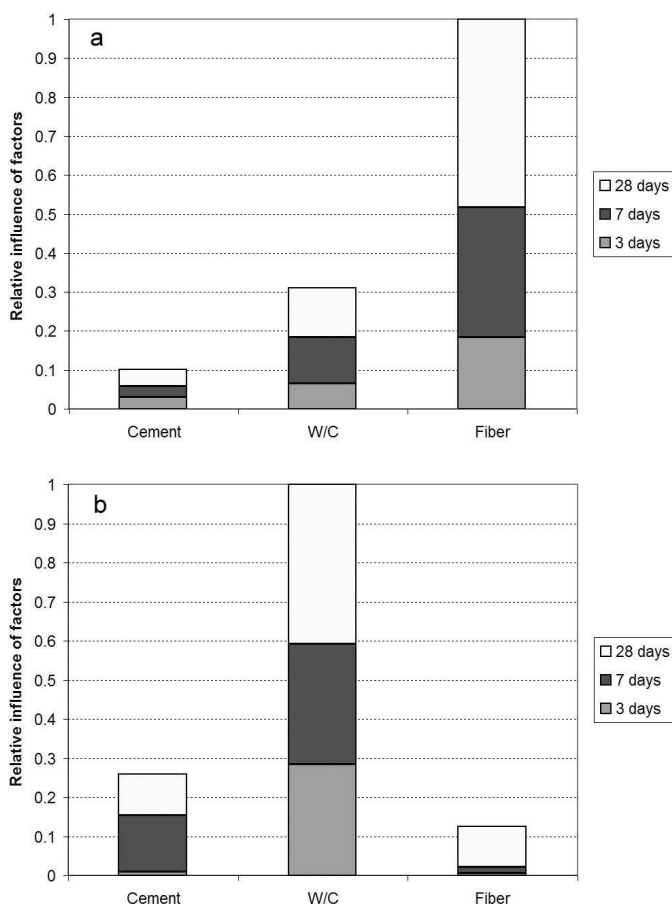 a
Relative influence of factors
1
0.9
0.8
0.7
0.6
0.5
0.4
0.3
0.2
0.1
0
Cement W/C Fiber
28 days
7 days
3 days
b
Relative influence of factors
1
0.9
0.8
0.7
0.6
0.5
0.4
0.3
0.2
0.1
0
Cement W/C Fiber
28 days
7 days
3 days